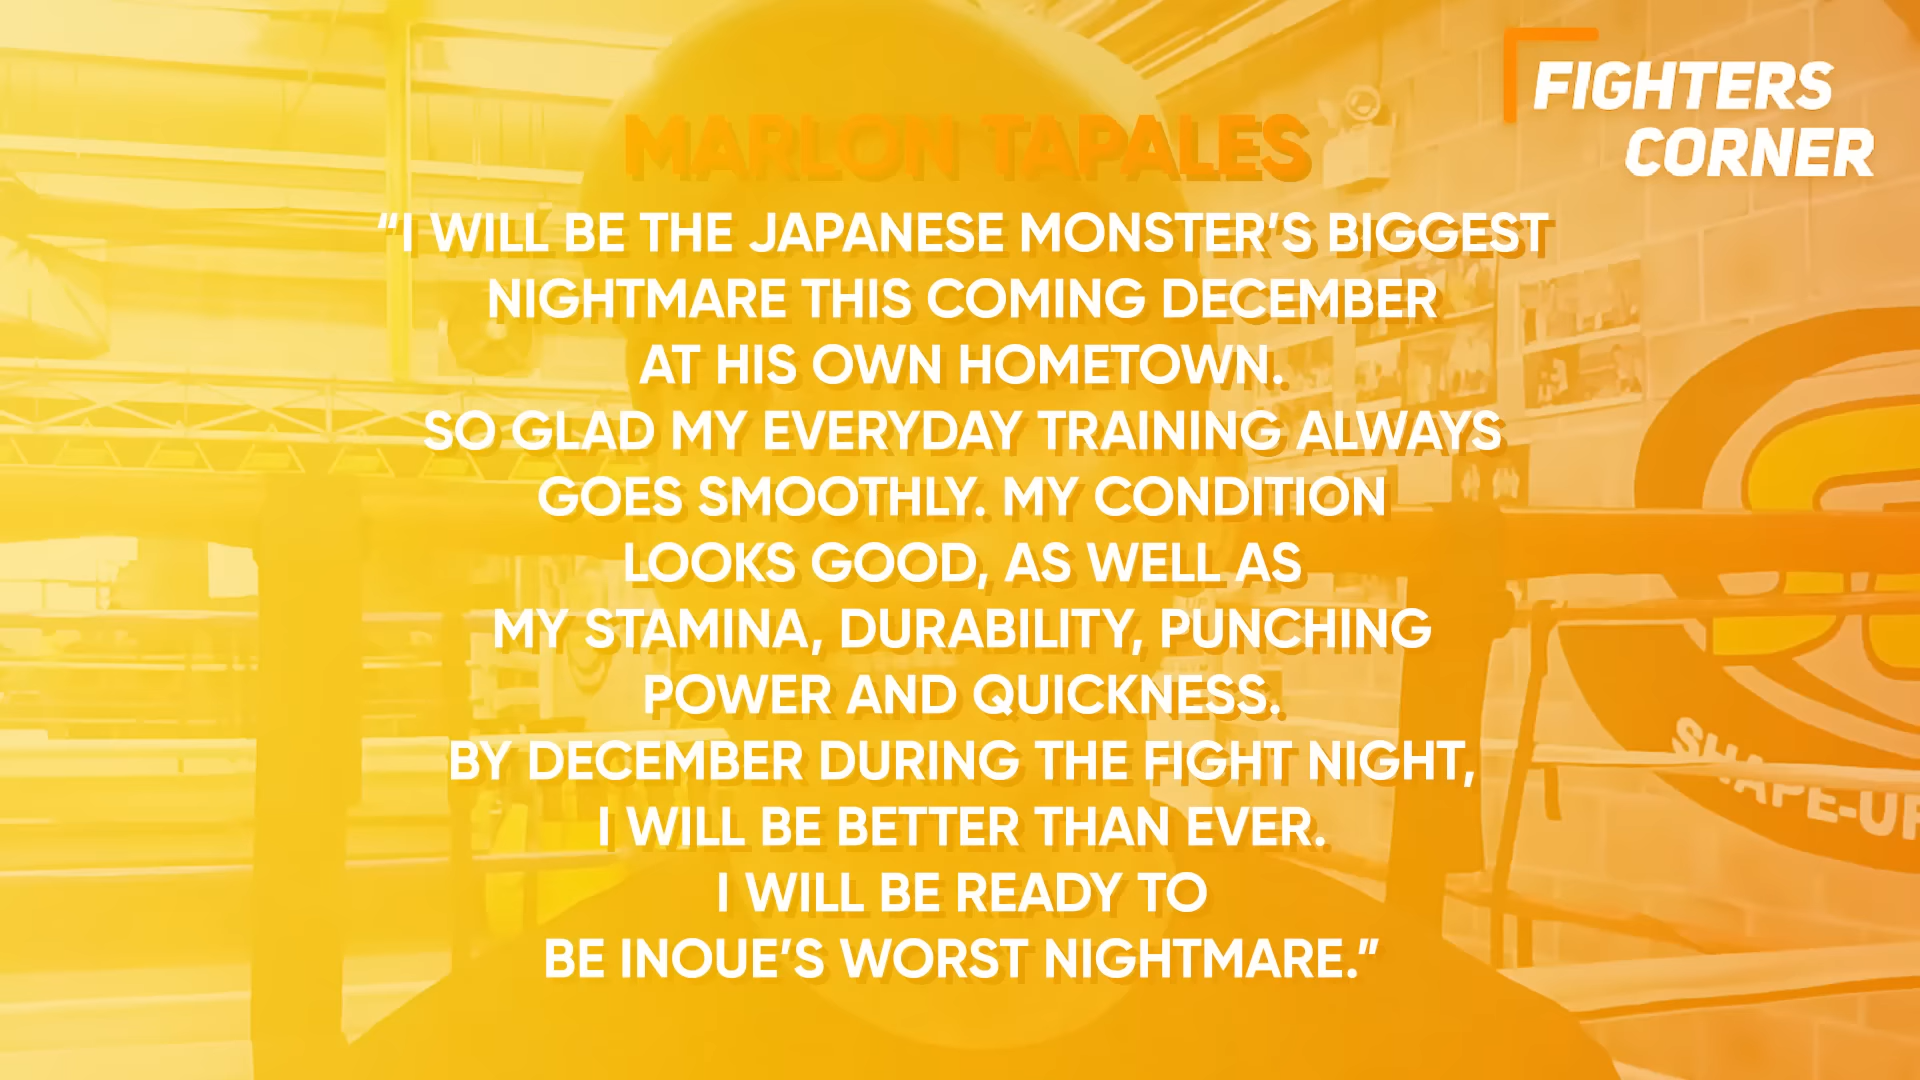 FIGHTERS
CORNER
MARLON TAPALES
“I WILL BE THE JAPANESE MONSTER’S BIGGEST
NIGHTMARE THIS COMING DECEMBER
AT HIS OWN HOMETOWN.
SO GLAD MY EVERYDAY TRAINING ALWAYS
GOES SMOOTHLY. MY CONDITION
LOOKS GOOD, AS WELL AS
MY STAMINA, DURABILITY, PUNCHING
POWER AND QUICKNESS.
BY DECEMBER DURING THE FIGHT NIGHT,
I WILL BE BETTER THAN EVER.
I WILL BE READY TO
BE INOUE’S WORST NIGHTMARE.”
SHAPE-UP